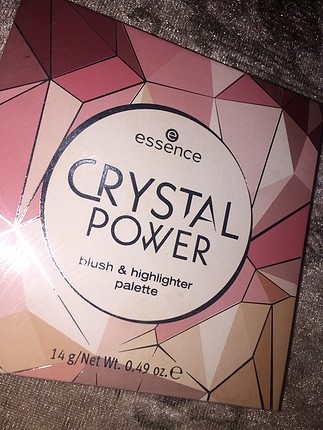 essence
CRYSTAL
POWER
blush & highlighter
palette
14 g/Net Wt. 0.49 oz.℮